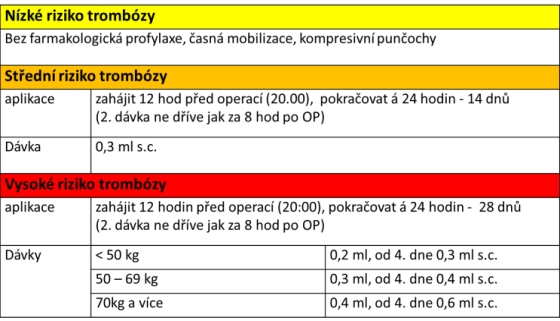 Nízké riziko trombózy
Bez farmakologická profylaxe, časná mobilizace, kompresivní punčochy
Střední riziko trombózy
aplikace zahájit 12 hod před operací (20.00), pokračovat á 24 hodin - 14 dnů
(2. dávka ne dříve jak za 8 hod po OP)
Dávka 0,3 ml s.c.
Vysoké riziko trombózy
aplikace zahájit 12 hodin před operací (20:00), pokračovat á 24 hodin - 28 dnů
(2. dávka ne dříve jak za 8 hod po OP)
Dávky < 50 kg 0,2 ml, od 4. dne 0,3 ml s.c.
50 – 69 kg 0,3 ml, od 4. dne 0,4 ml s.c.
70kg a více 0,4 ml, od 4. dne 0,6 ml s.c.